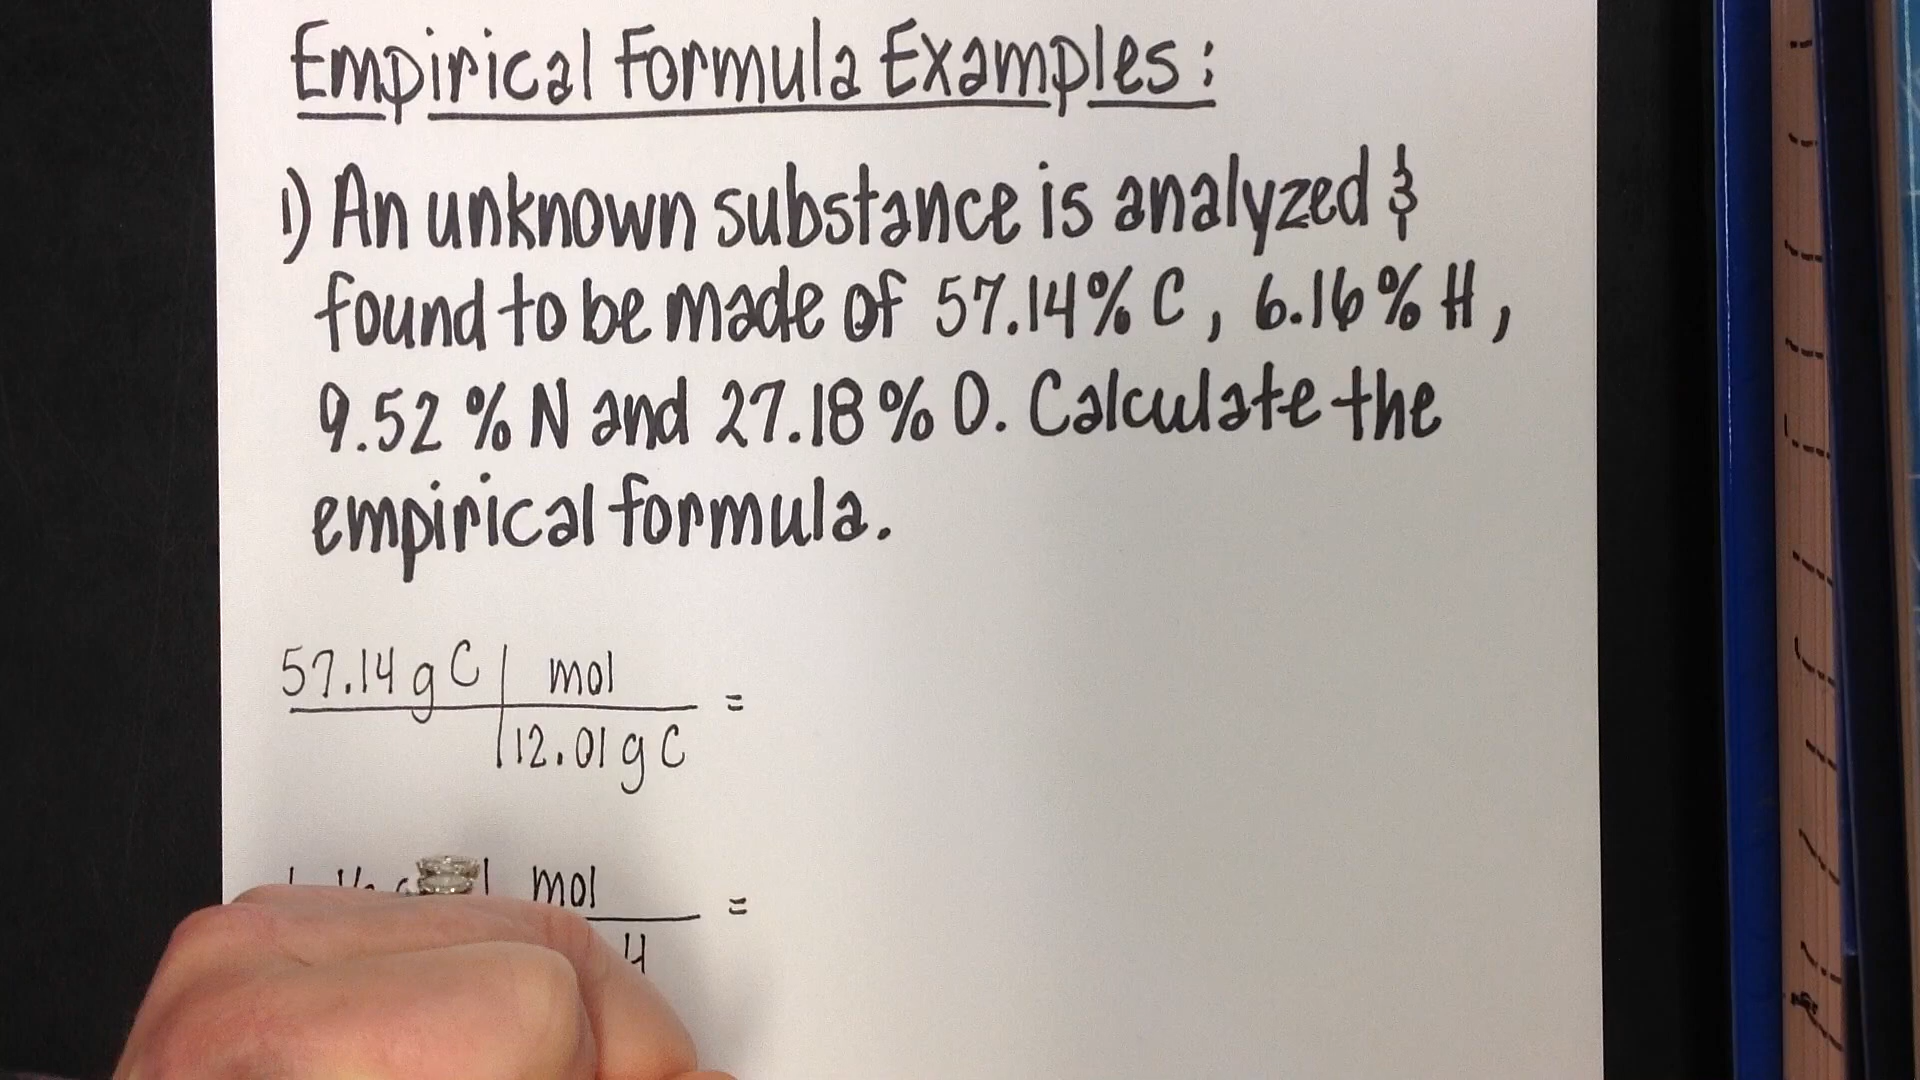 Empirical Formula Examples:
1) An unknown substance is analyzed &
found to be made of 57.14% C, 6.16% H,
9.52% N and 27.18% O. Calculate the
empirical formula.
57.14 g C | mol =
12.01 g C
mol =
H